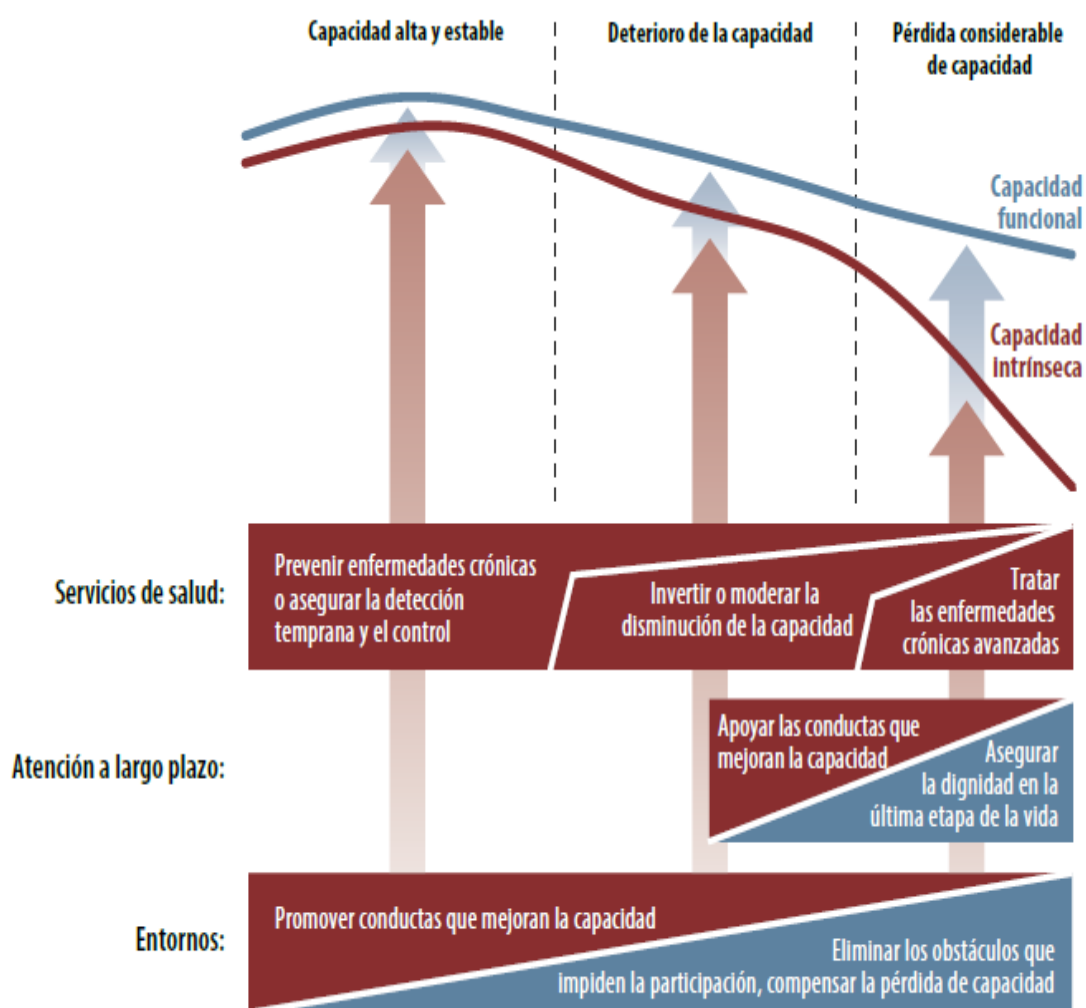 Capacidad alta y estable
Deterioro de la capacidad
Pérdida considerable
de capacidad
Capacidad
funcional
Capacidad
intrínseca
Servicios de salud:
Prevenir enfermedades crónicas
o asegurar la detección
temprana y el control
Invertir o moderar la
disminución de la capacidad
Tratar
las enfermedades
crónicas avanzadas
Atención a largo plazo:
Apoyar las conductas que
mejoran la capacidad
Asegurar
la dignidad en la
última etapa de la vida
Entornos:
Promover conductas que mejoran la capacidad
Eliminar los obstáculos que
impiden la participación, compensar la pérdida de capacidad